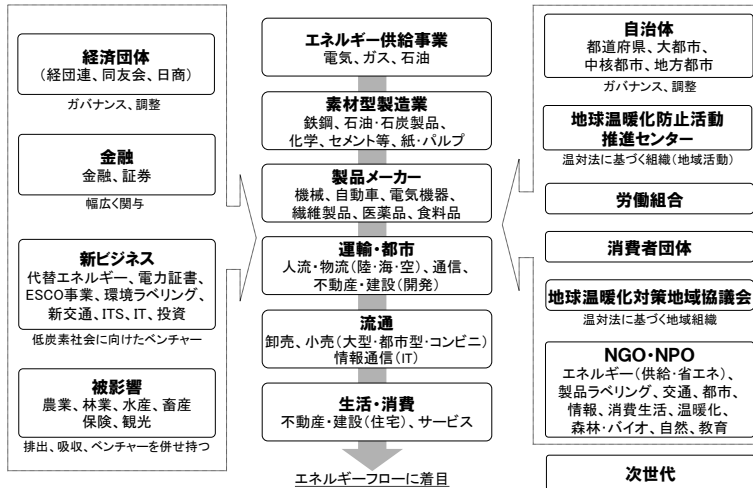 経済団体
（経団連、同友会、日商）
ガバナンス、調整
金融
金融、証券
幅広く関与
新ビジネス
代替エネルギー、電力証書、
ESCO事業、環境ラベリング、
新交通、ITS、IT、投資
低炭素社会に向けたベンチャー
被影響
農業、林業、水産、畜産
保険、観光
排出、吸収、ベンチャーを併せ持つ
エネルギー供給事業
電気、ガス、石油
素材型製造業
鉄鋼、石油・石炭製品、
化学、セメント等、紙・パルプ
製品メーカー
機械、自動車、電気機器、
繊維製品、医薬品、食料品
運輸・都市
人流・物流（陸・海・空）、通信、
不動産・建設（開発）
流通
卸売、小売（大型・都市型・コンビニ）
情報通信（IT）
生活・消費
不動産・建設（住宅）、サービス
エネルギーフローに着目
自治体
都道府県、大都市、
中核都市、地方都市
ガバナンス、調整
地球温暖化防止活動
推進センター
温対法に基づく組織（地域活動）
労働組合
消費者団体
地球温暖化対策地域協議会
温対法に基づく地域組織
NGO・NPO
エネルギー（供給・省エネ）、
製品ラベリング、交通、都市、
情報、消費生活、温暖化、
森林・バイオ、自然、教育
次世代